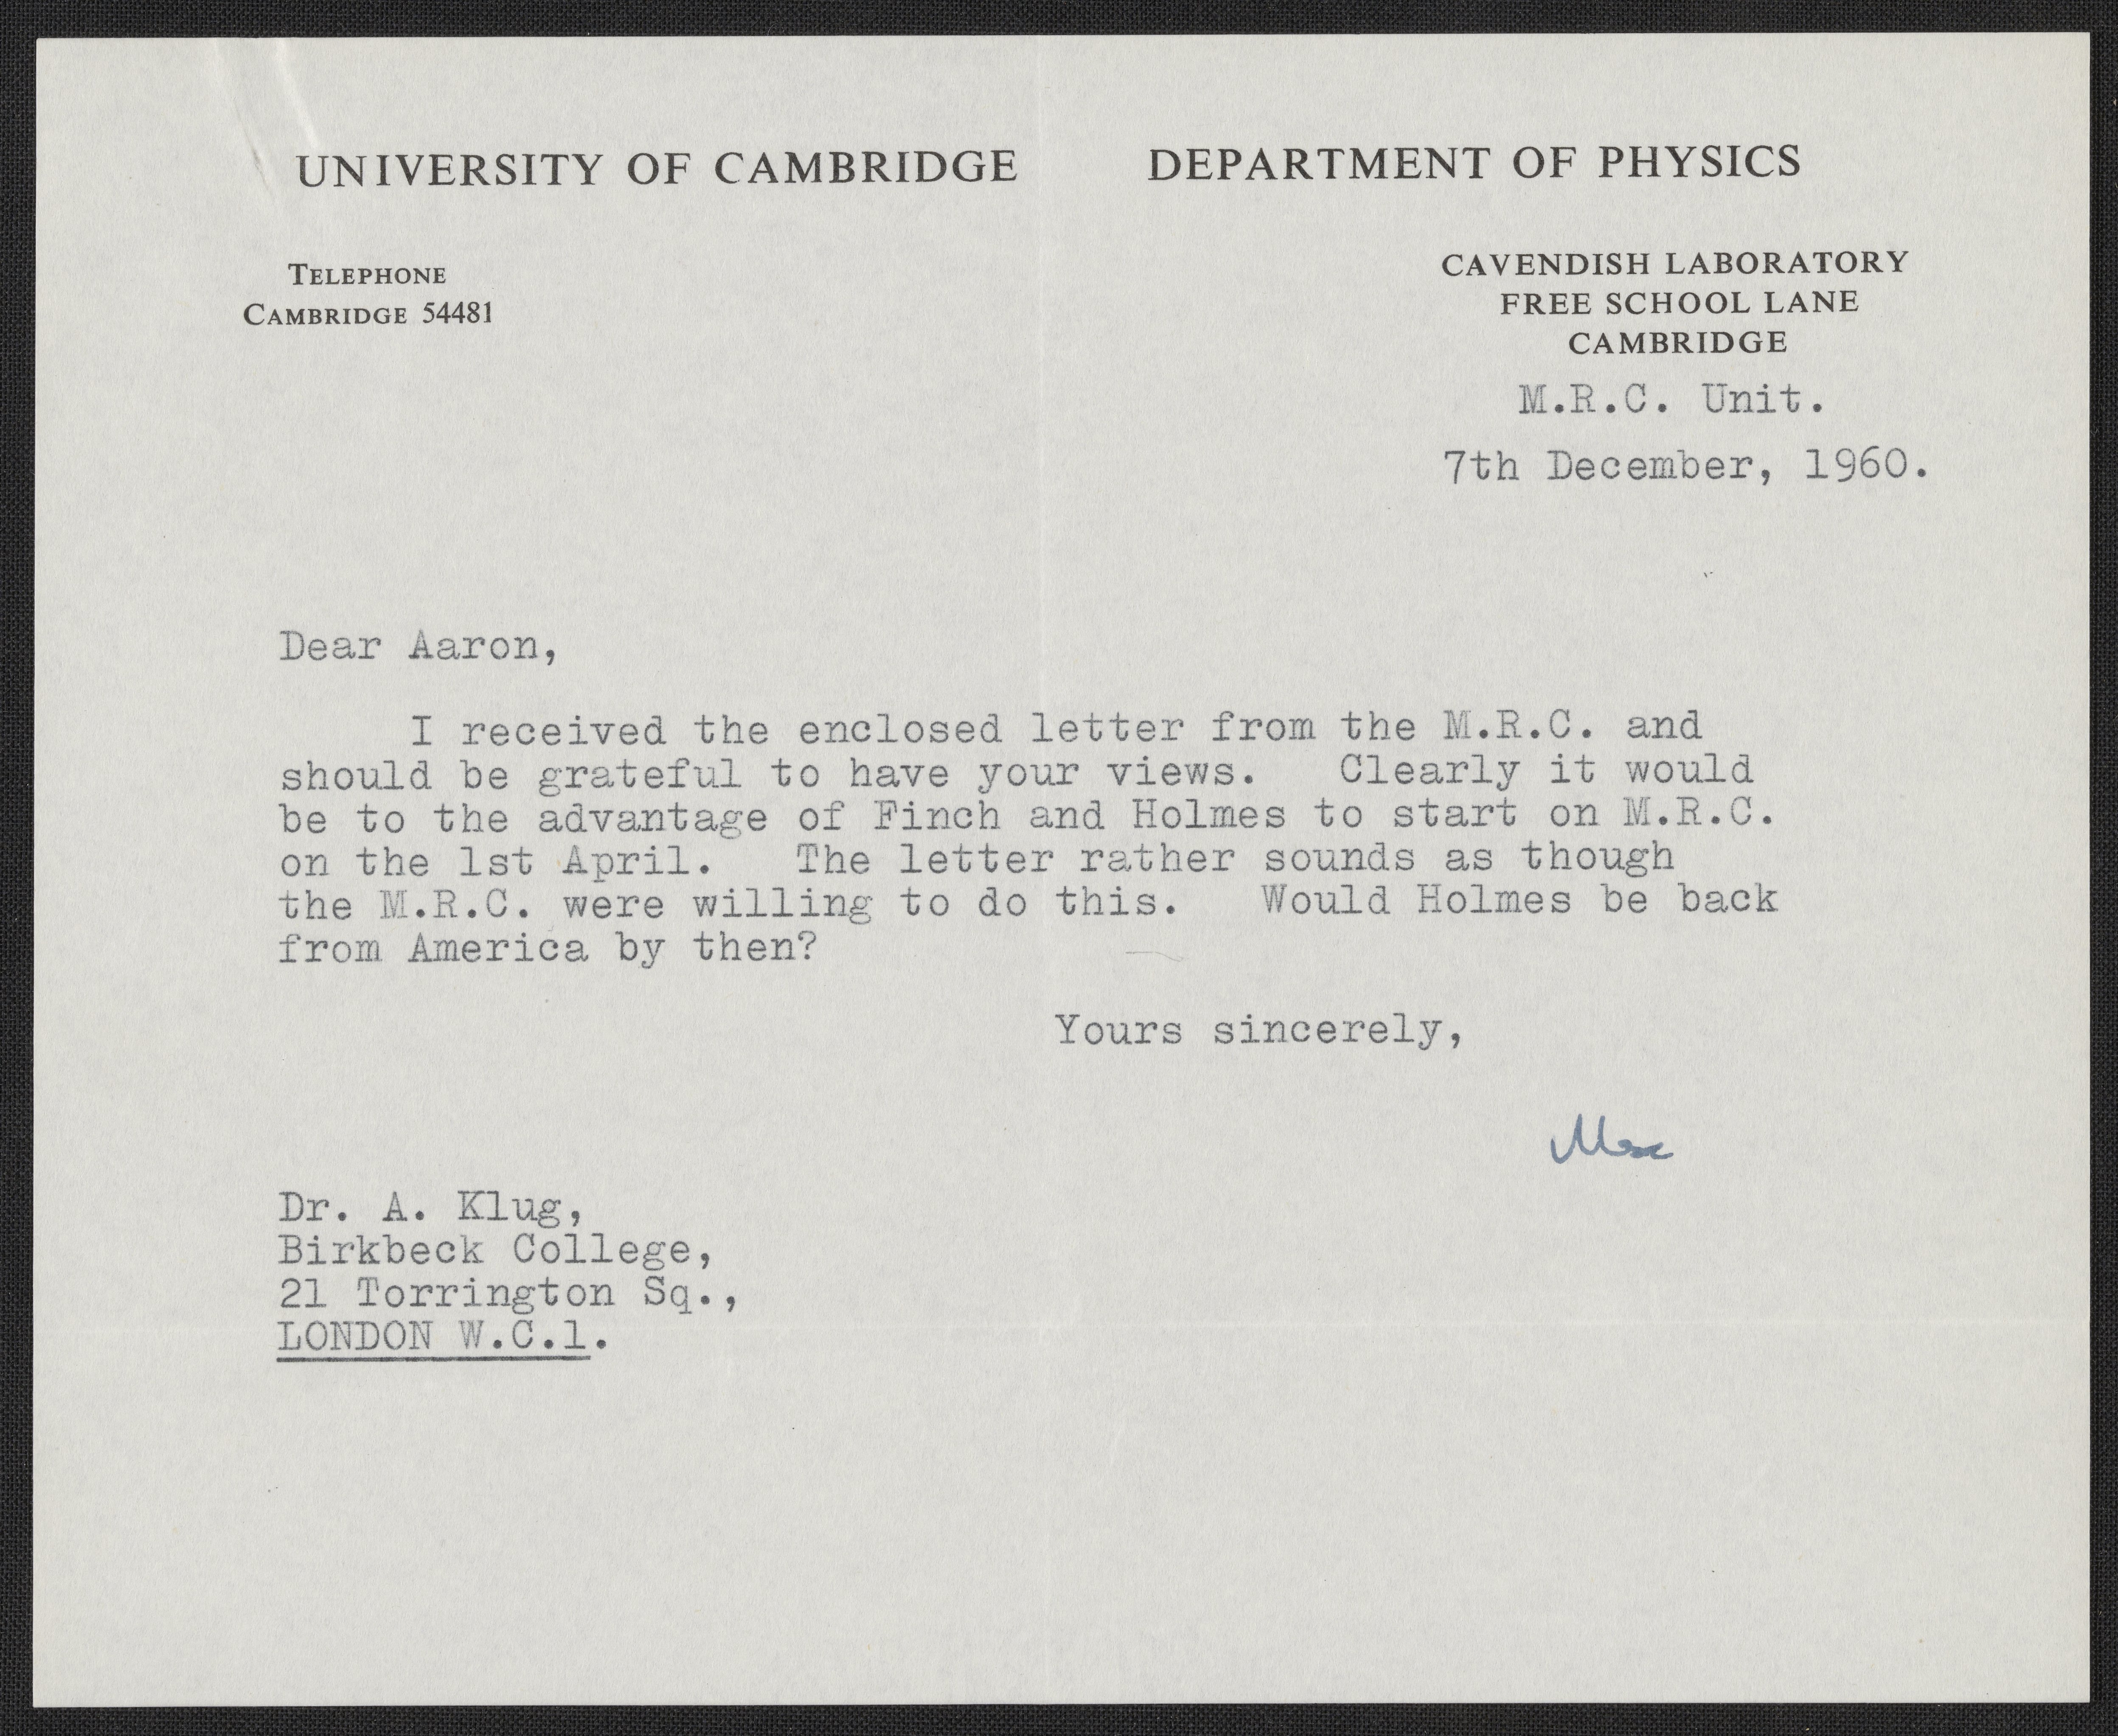 UNIVERSITY OF CAMBRIDGE DEPARTMENT OF PHYSICS
TELEPHONE
CAMBRIDGE 54481
CAVENDISH LABORATORY
FREE SCHOOL LANE
CAMBRIDGE
M.R.C. Unit.
7th December, 1960.
Dear Aaron,
I received the enclosed letter from the M.R.C. and
should be grateful to have your views. Clearly it would
be to the advantage of Finch and Holmes to start on M.R.C.
on the 1st April. The letter rather sounds as though
the M.R.C. were willing to do this. Would Holmes be back
from America by then?
Yours sincerely,
Max
Dr. A. Klug,
Birkbeck College,
21 Torrington Sq.,
LONDON W.C.1.